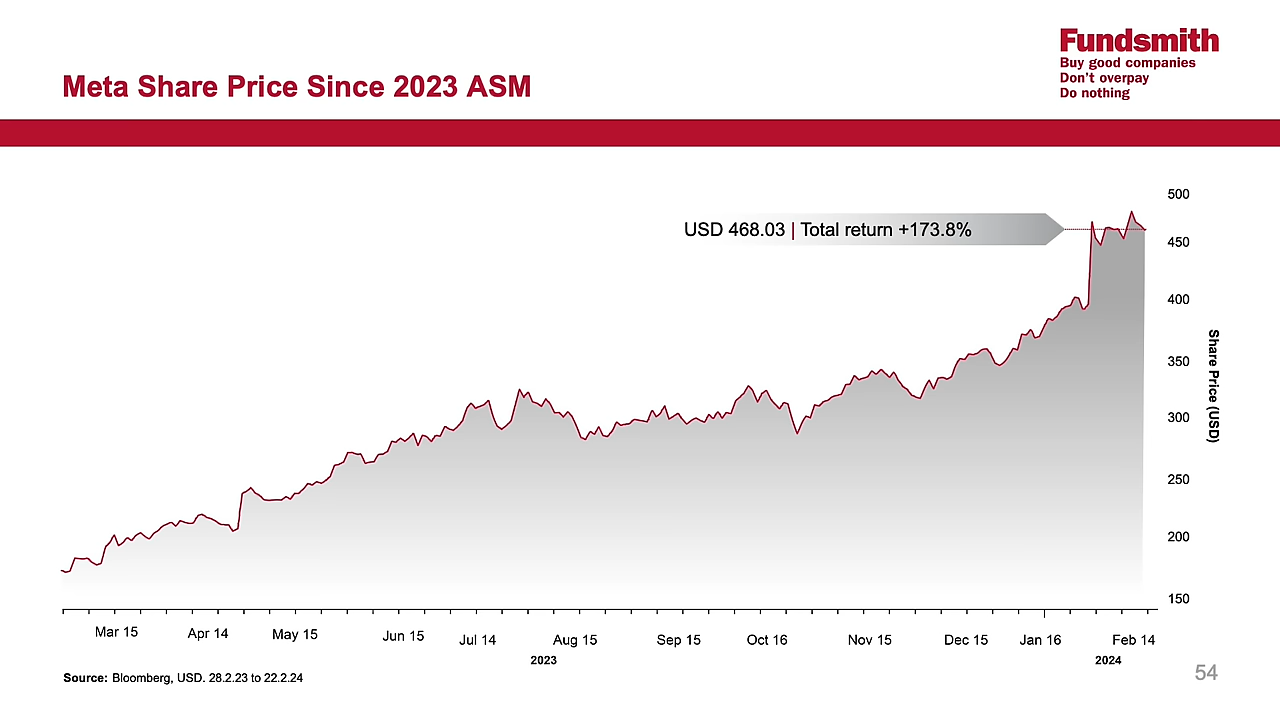 Fundsmith
Buy good companies
Don't overpay
Do nothing
Meta Share Price Since 2023 ASM
USD 468.03 | Total return +173.8%
500
450
400
350
300
250
200
150
Share Price (USD)
Mar 15 Apr 14 May 15 Jun 15 Jul 14 Aug 15 Sep 15 Oct 16 Nov 15 Dec 15 Jan 16 Feb 14
2023 2024
Source: Bloomberg, USD. 28.2.23 to 22.2.24
54